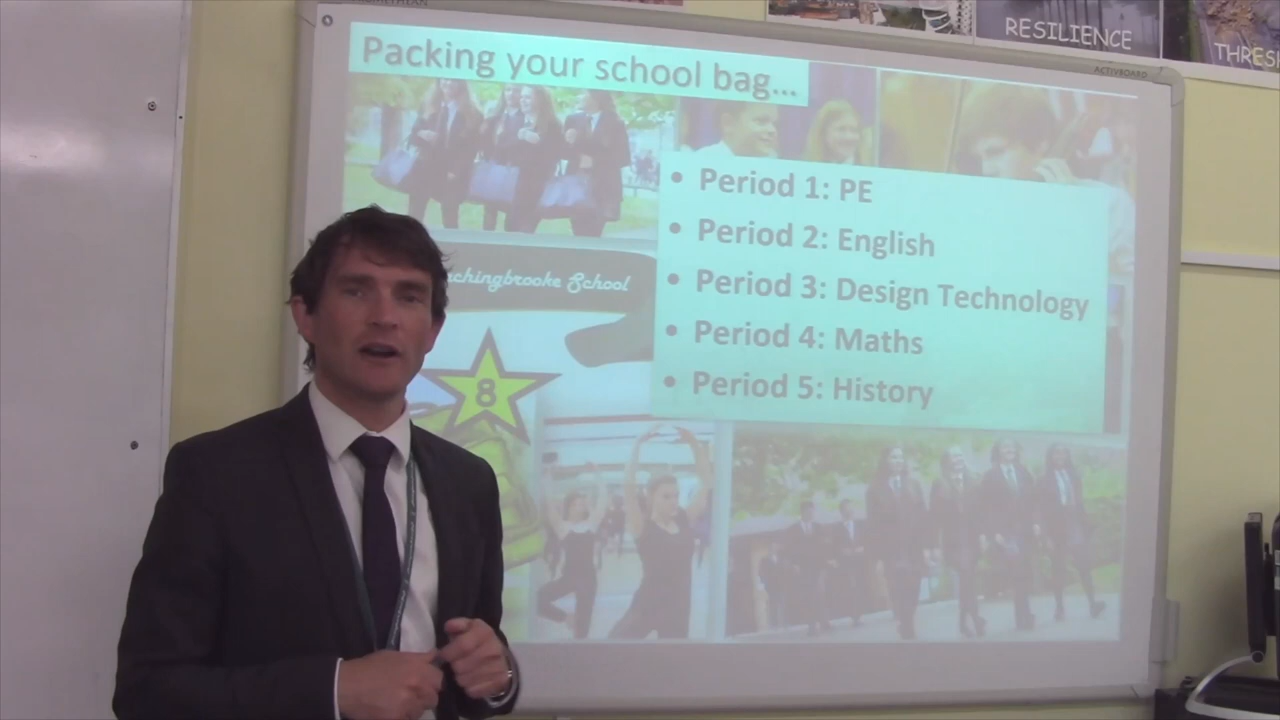 RESILIENCE
ACTIVBOARD
Packing your school bag...
• Period 1: PE
• Period 2: English
• Period 3: Design Technology
• Period 4: Maths
• Period 5: History
School
8